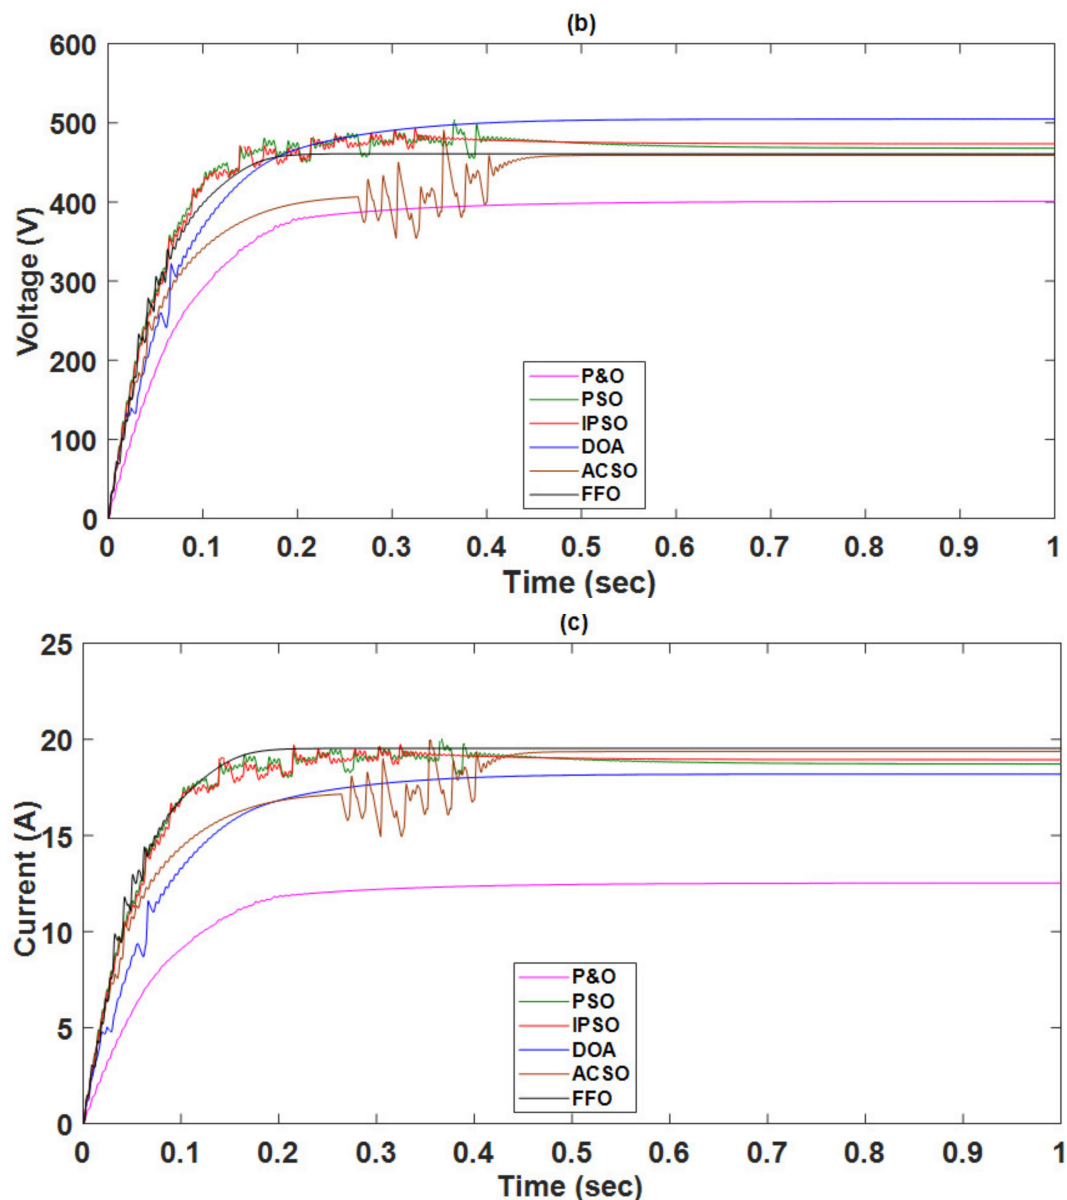 (b)
600
500
400
300
200
100
0
Voltage (V)
P&O
PSO
IPSO
DOA
ACSO
FFO
0 0.1 0.2 0.3 0.4 0.5 0.6 0.7 0.8 0.9 1
Time (sec)
(c)
25
20
15
10
5
0
Current (A)
P&O
PSO
IPSO
DOA
ACSO
FFO
0 0.1 0.2 0.3 0.4 0.5 0.6 0.7 0.8 0.9 1
Time (sec)